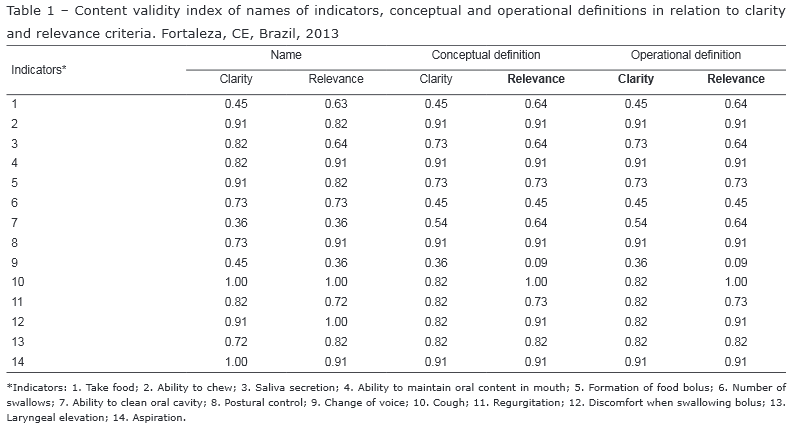 Table 1 – Content validity index of names of indicators, conceptual and operational definitions in relation to clarity
and relevance criteria. Fortaleza, CE, Brazil, 2013
Indicators* Name Conceptual definition Operational definition
Clarity Relevance Clarity Relevance Clarity Relevance
1 0.45 0.63 0.45 0.64 0.45 0.64
2 0.91 0.82 0.91 0.91 0.91 0.91
3 0.82 0.64 0.73 0.64 0.73 0.64
4 0.82 0.91 0.91 0.91 0.91 0.91
5 0.91 0.82 0.73 0.73 0.73 0.73
6 0.73 0.73 0.45 0.45 0.45 0.45
7 0.36 0.36 0.54 0.64 0.54 0.64
8 0.73 0.91 0.91 0.91 0.91 0.91
9 0.45 0.36 0.36 0.09 0.36 0.09
10 1.00 1.00 0.82 1.00 0.82 1.00
11 0.82 0.72 0.82 0.73 0.82 0.73
12 0.91 1.00 0.82 0.91 0.82 0.91
13 0.72 0.82 0.82 0.82 0.82 0.82
14 1.00 0.91 0.91 0.91 0.91 0.91
*Indicators: 1. Take food; 2. Ability to chew; 3. Saliva secretion; 4. Ability to maintain oral content in mouth; 5. Formation of food bolus; 6. Number of
swallows; 7. Ability to clean oral cavity; 8. Postural control; 9. Change of voice; 10. Cough; 11. Regurgitation; 12. Discomfort when swallowing bolus; 13.
Laryngeal elevation; 14. Aspiration.